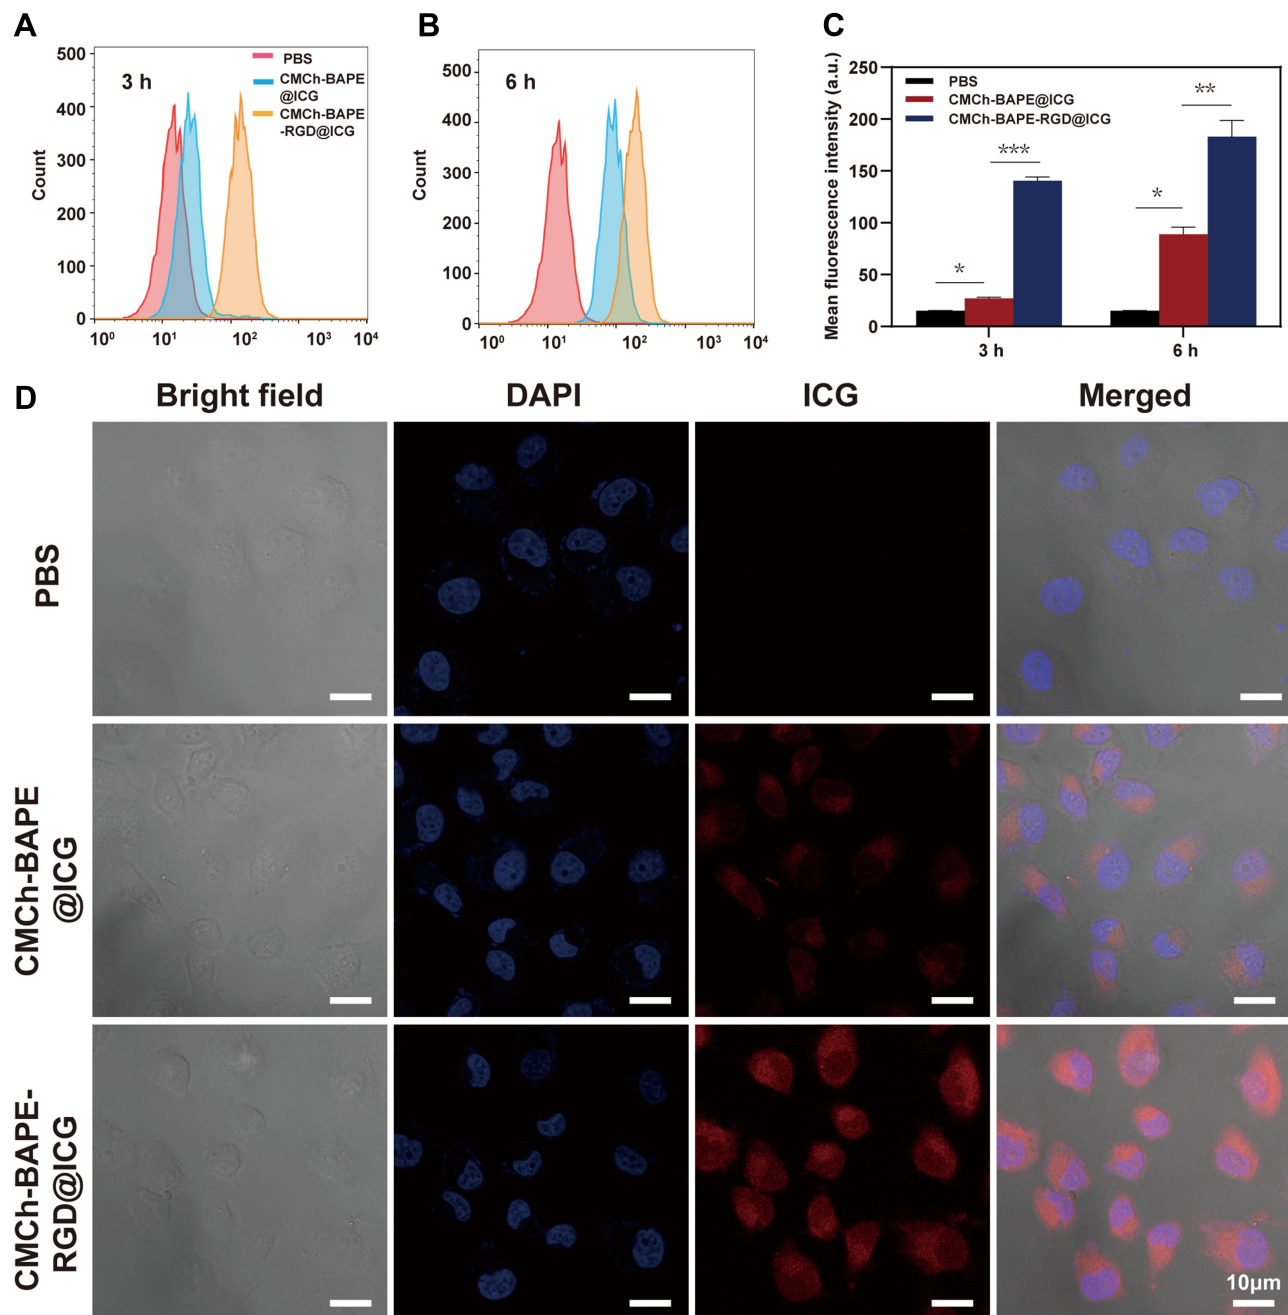 A
500
400
300
200
100
0
Count
3 h
PBS
CMCh-BAPE
@ICG
CMCh-BAPE
-RGD@ICG
10⁰
10¹
10²
10³
10⁴
B
500
400
300
200
100
0
Count
6 h
10⁰
10¹
10²
10³
10⁴
C
Mean fluorescence intensity (a.u.)
250
200
150
100
50
0
PBS
CMCh-BAPE@ICG
CMCh-BAPE-RGD@ICG
*
***
*
**
3 h
6 h
D
Bright field
DAPI
ICG
Merged
PBS
CMCh-BAPE
@ICG
CMCh-BAPE-
RGD@ICG
10μm